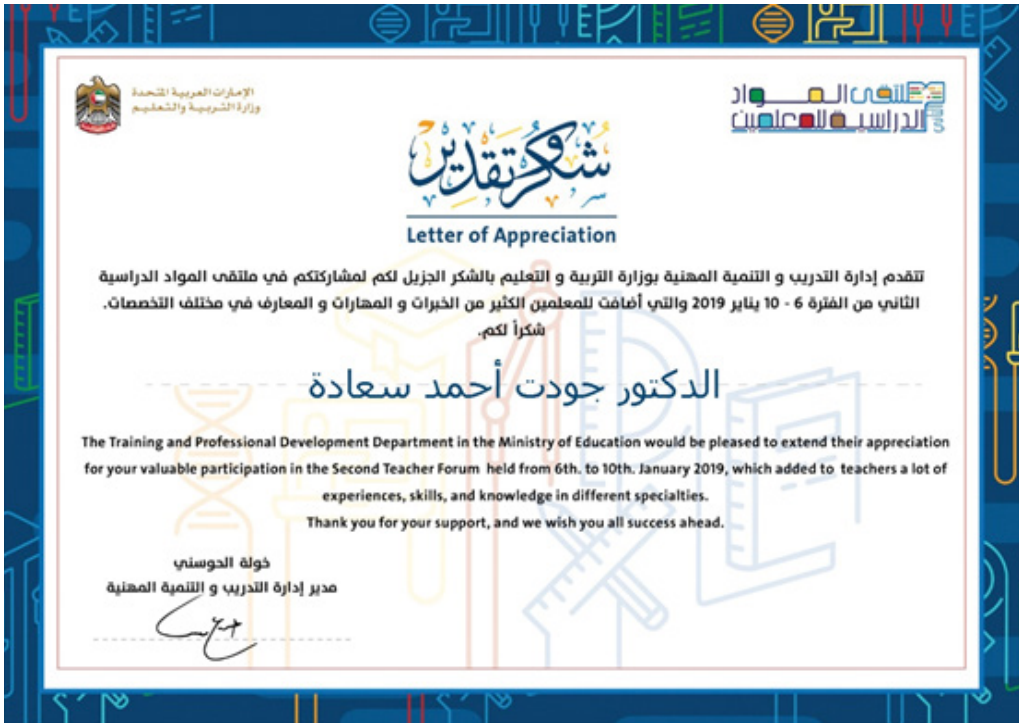 الإمارات العربية المتحدة
وزارة التربية والتعليم
ملتقى المواد
الدراسية للمعلمين
شكر وتقدير
Letter of Appreciation
تتقدم إدارة التدريب و التنمية المهنية بوزارة التربية و التعليم بالشكر الجزيل لكم لمشاركتكم في ملتقى المواد الدراسية
الثاني من الفترة 6 - 10 يناير 2019 والتي أضافت للمعلمين الكثير من الخبرات و المهارات و المعارف في مختلف التخصصات.
شكراً لكم.
الدكتور جودت أحمد سعادة
The Training and Professional Development Department in the Ministry of Education would be pleased to extend their appreciation
for your valuable participation in the Second Teacher Forum held from 6th. to 10th. January 2019, which added to teachers a lot of
experiences, skills, and knowledge in different specialties.
Thank you for your support, and we wish you all success ahead.
خولة الحوسني
مدير إدارة التدريب و التنمية المهنية